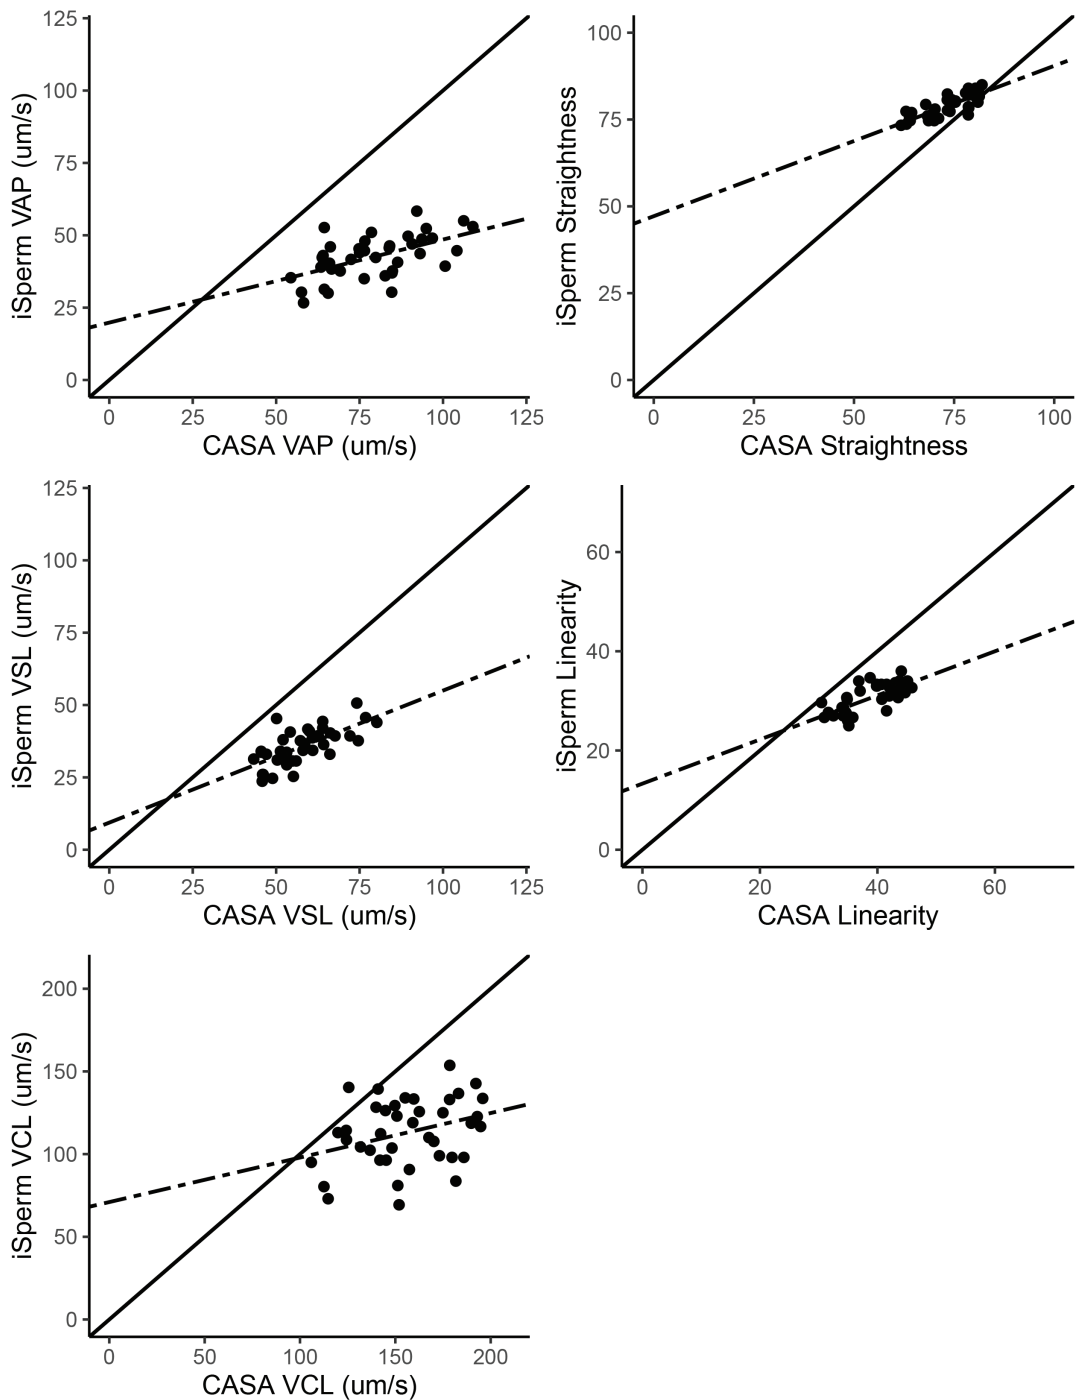 125
100
75
50
25
0
iSperm VAP (um/s)
0 25 50 75 100 125
CASA VAP (um/s)
100
75
50
25
0
iSperm Straightness
0 25 50 75 100
CASA Straightness
125
100
75
50
25
0
iSperm VSL (um/s)
0 25 50 75 100 125
CASA VSL (um/s)
60
40
20
0
iSperm Linearity
0 20 40 60
CASA Linearity
200
150
100
50
0
iSperm VCL (um/s)
0 50 100 150 200
CASA VCL (um/s)